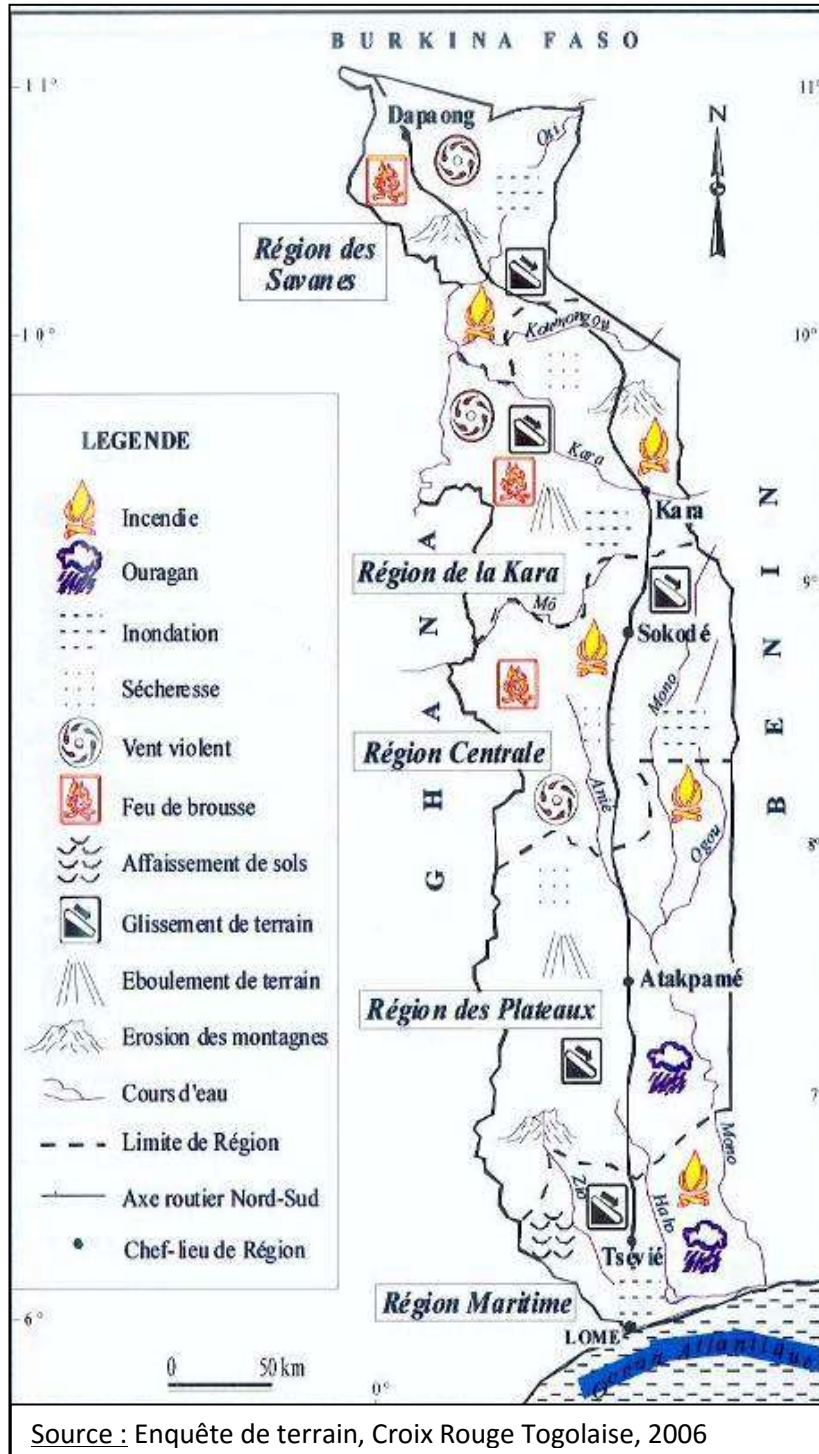 BURKINA FASO
11°
11°
Dapaong
N
Oti
Région des
Savanes
10°
10°
Koumongou
LEGENDE
Incendie
Ouragan
Inondation
Sécheresse
Vent violent
Feu de brousse
Affaissement de sols
Glissement de terrain
Eboulement de terrain
Erosion des montagnes
Cours d'eau
Limite de Région
Axe routier Nord-Sud
Chef-lieu de Région
Kara
Kara
Région de la Kara
9°
Mô
Sokodé
Mono
GHANA
BENIN
Région Centrale
Anié
Ogou
8°
Atakpamé
Région des Plateaux
7°
Mono
Zio
Haho
Tsévié
Région Maritime
6°
LOME
Ocean Atlantique
0 50 km
0°
Source : Enquête de terrain, Croix Rouge Togolaise, 2006